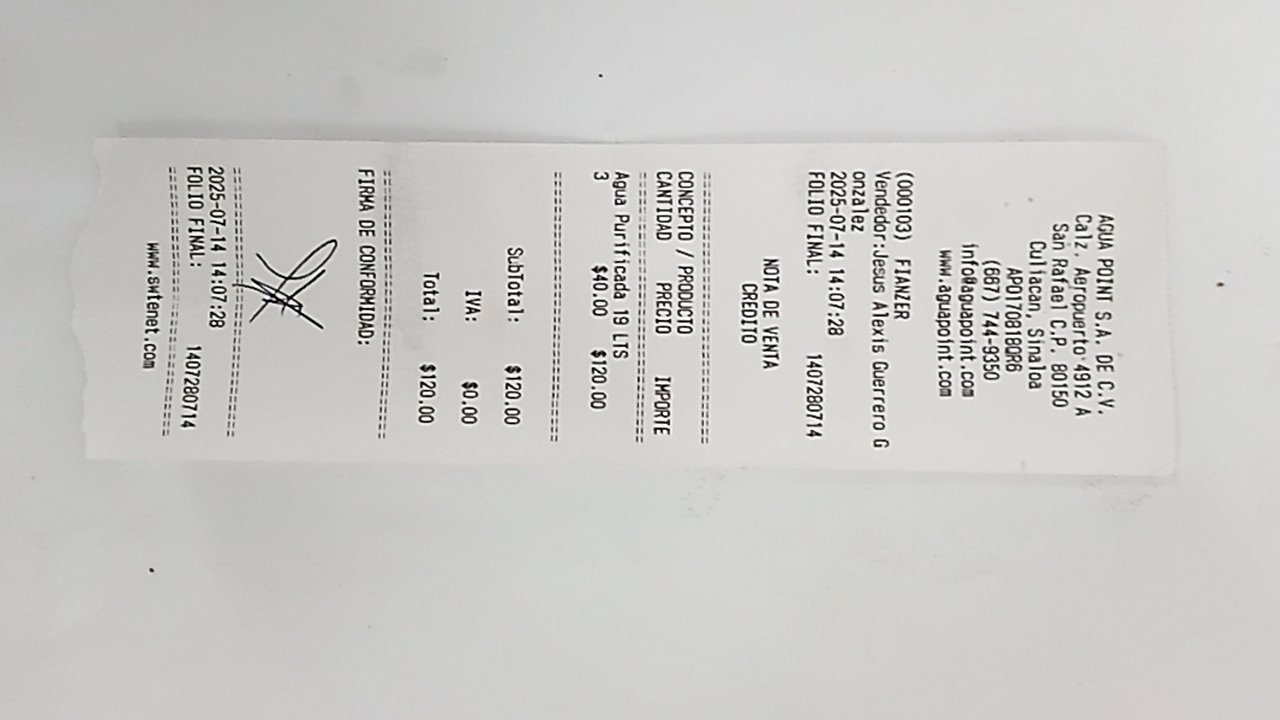 AGUA POINT S.A. DE C.V.
Calz. Aeropuerto 4912 A
San Rafael C.P. 80150
Culiacan, Sinaloa
APO170818QR6
(667) 744-9350
info@aguapoint.com
www.aguapoint.com
(000103) FIANZER
Vendedor:Jesus Alexis Guerrero G
onzalez
2025-07-14 14:07:28
FOLIO FINAL: 1407280714
NOTA DE VENTA
CREDITO
CONCEPTO / PRODUCTO
CANTIDAD PRECIO IMPORTE
Agua Purificada 19 LTS
3 $40.00 $120.00
SubTotal: $120.00
IVA: $0.00
Total: $120.00
FIRMA DE CONFORMIDAD:
2025-07-14 14:07:28
FOLIO FINAL: 1407280714
www.swtenet.com